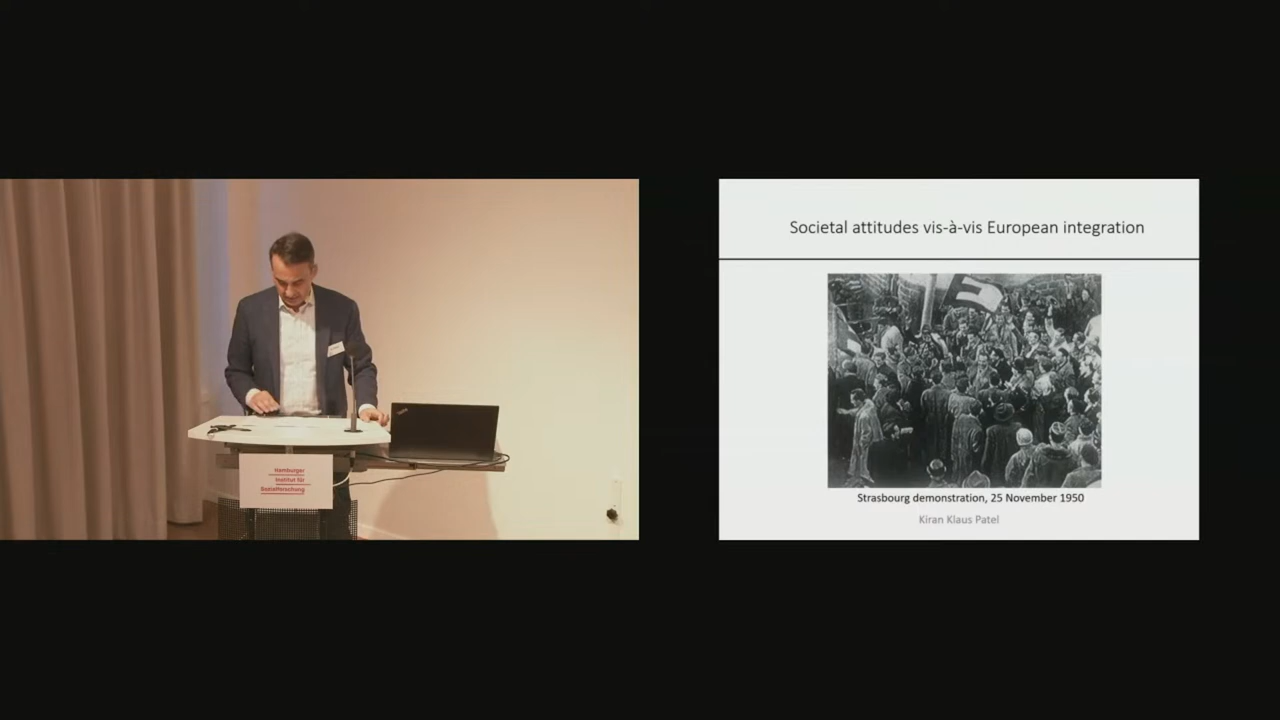 Hamburger
Institut für
Sozialforschung
Societal attitudes vis-à-vis European integration
Strasbourg demonstration, 25 November 1950
Kiran Klaus Patel